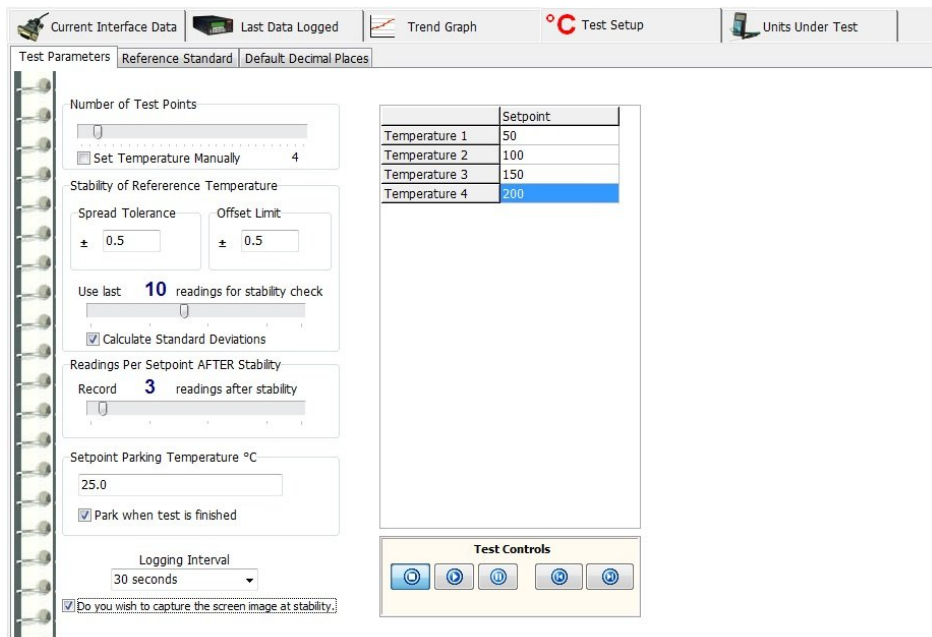 Current Interface Data Last Data Logged Trend Graph °C Test Setup Units Under Test
Test Parameters Reference Standard Default Decimal Places
Number of Test Points
Set Temperature Manually 4
Stability of Refererence Temperature
Spread Tolerance Offset Limit
± 0.5 ± 0.5
Use last 10 readings for stability check
Calculate Standard Deviations
Readings Per Setpoint AFTER Stability
Record 3 readings after stability
Setpoint Parking Temperature °C
25.0
Park when test is finished
Logging Interval
30 seconds
Do you wish to capture the screen image at stability.
Setpoint
Temperature 1 50
Temperature 2 100
Temperature 3 150
Temperature 4 200
Test Controls